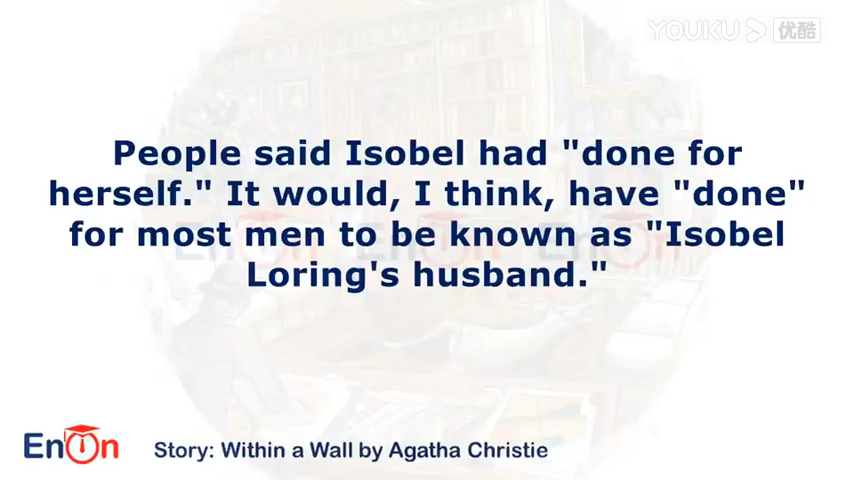 YOUKU 优酷
People said Isobel had "done for
herself." It would, I think, have "done"
for most men to be known as "Isobel
Loring's husband."
EnOn
Story: Within a Wall by Agatha Christie